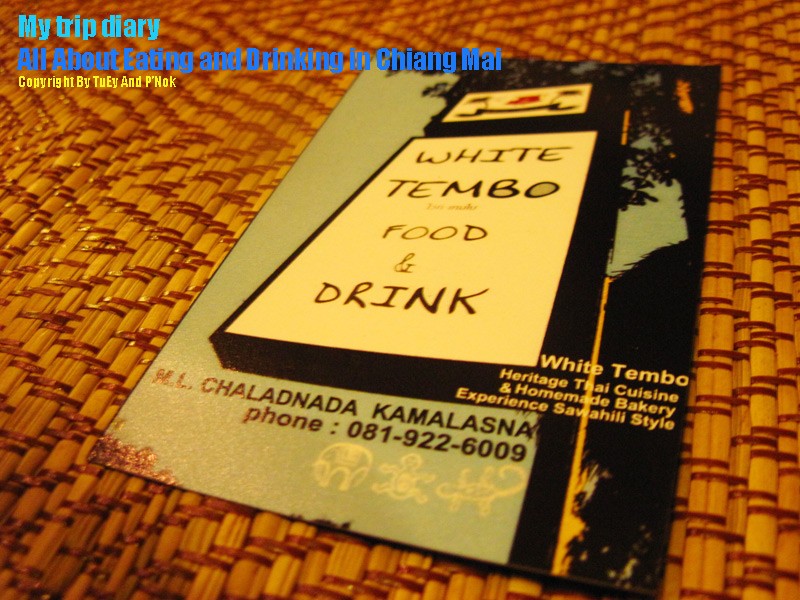 My trip diary
All About Eating and Drinking in Chiang Mai
Copyright By TuEy And P'Nok
WHITE
TEMBO
FOOD
&
DRINK
White Tembo
Heritage Thai Cuisine
& Homemade Bakery
Experience Sawahili Style
M.L. CHALADNADA KAMALASNA
phone : 081-922-6009